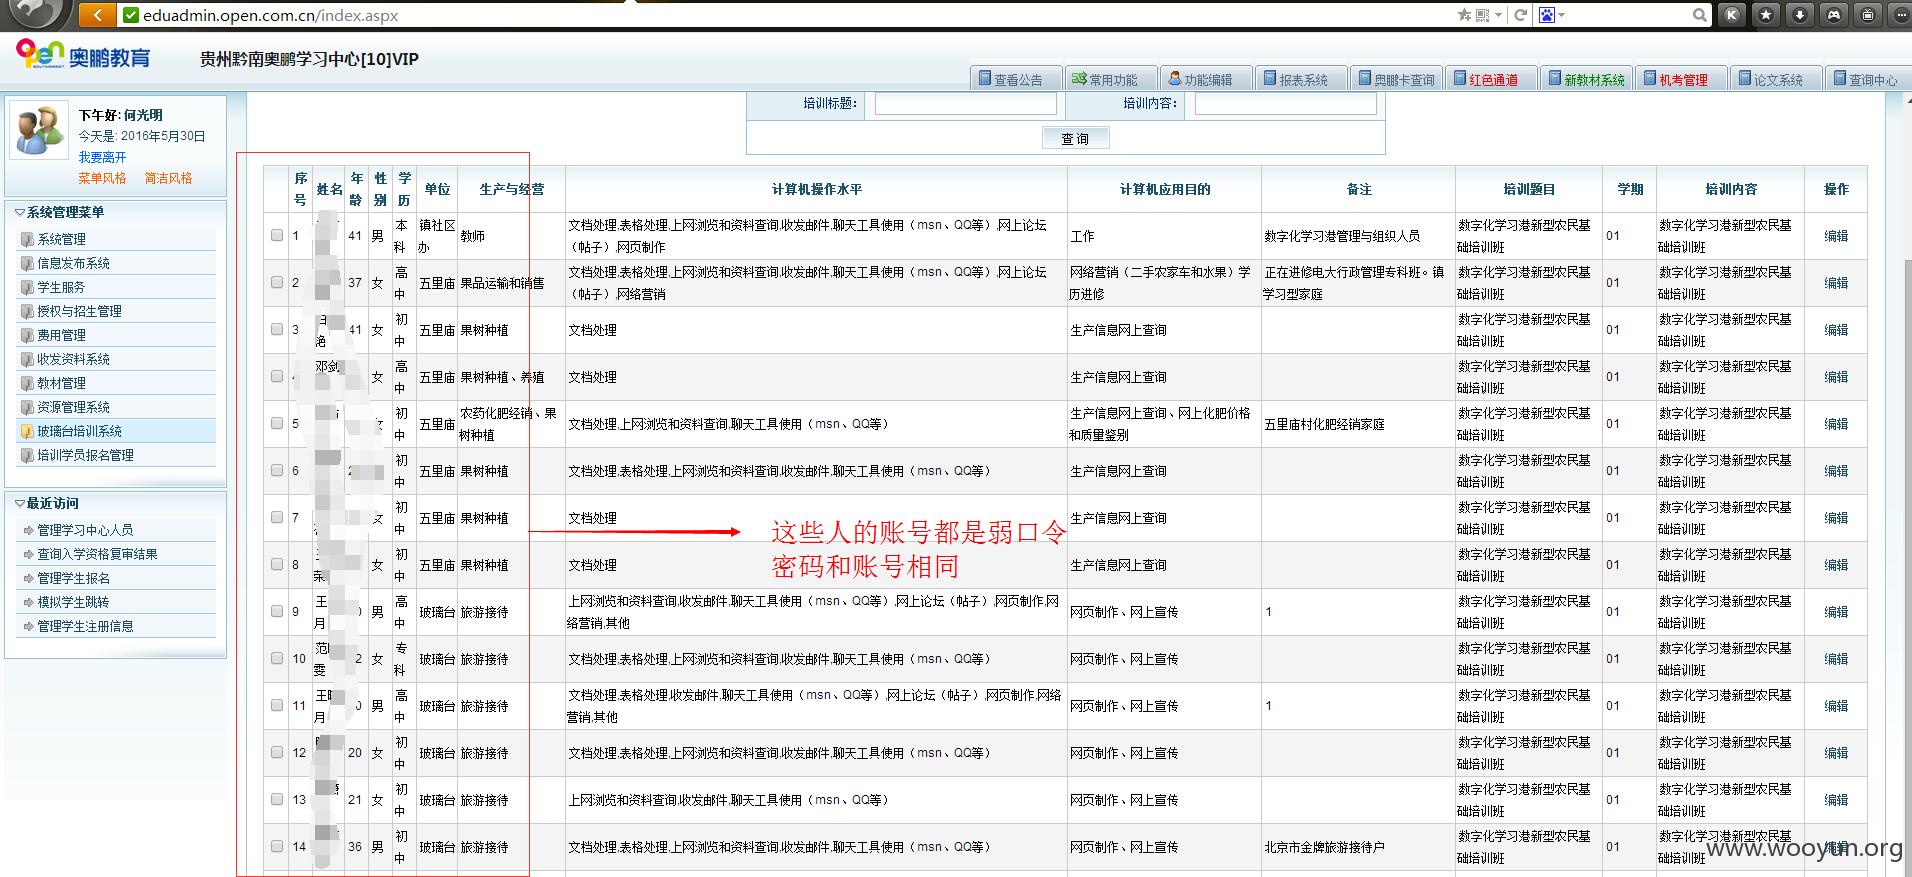 eduadmin.open.com.cn/index.aspx
open 奥鹏教育
贵州黔南奥鹏学习中心[10]VIP
查看公告 常用功能 功能编辑 报表系统 奥鹏卡查询 红色通道 新教材系统 机考管理 论文系统 查询中心
下午好:何光明
今天是: 2016年5月30日
我要离开
菜单风格 简洁风格
系统管理菜单
系统管理
信息发布系统
学生服务
授权与招生管理
费用管理
收发资料系统
教材管理
资源管理系统
玻璃台培训系统
培训学员报名管理
最近访问
管理学习中心人员
查询入学资格复审结果
管理学生报名
模拟学生跳转
管理学生注册信息
培训标题: 培训内容:
查 询
序号 姓名 年龄 性别 学历 单位 生产与经营 计算机操作水平 计算机应用目的 备注 培训题目 学期 培训内容 操作
1 41 男 本科 镇社区办 教师 文档处理,表格处理,上网浏览和资料查询,收发邮件,聊天工具使用（msn、QQ等）,网上论坛（帖子）,网页制作 工作 数字化学习港管理与组织人员 数字化学习港新型农民基础培训班 01 数字化学习港新型农民基础培训班 编辑
2 37 女 高中 五里庙 果品运输和销售 文档处理,表格处理,上网浏览和资料查询,收发邮件,聊天工具使用（msn、QQ等）,网上论坛（帖子）,网络营销 网络营销（二手农家车和水果）学历进修 正在进修电大行政管理专科班。镇学习型家庭 数字化学习港新型农民基础培训班 01 数字化学习港新型农民基础培训班 编辑
3 艳 41 女 初中 五里庙 果树种植 文档处理 生产信息网上查询 数字化学习港新型农民基础培训班 01 数字化学习港新型农民基础培训班 编辑
邓剑 女 高中 五里庙 果树种植、养殖 文档处理 生产信息网上查询 数字化学习港新型农民基础培训班 01 数字化学习港新型农民基础培训班 编辑
5 女 初中 五里庙 农药化肥经销、果树种植 文档处理,上网浏览和资料查询,聊天工具使用（msn、QQ等） 生产信息网上查询、网上化肥价格和质量鉴别 五里庙村化肥经销家庭 数字化学习港新型农民基础培训班 01 数字化学习港新型农民基础培训班 编辑
6 初中 五里庙 果树种植 文档处理,表格处理,上网浏览和资料查询,收发邮件,聊天工具使用（msn、QQ等） 生产信息网上查询 数字化学习港新型农民基础培训班 01 数字化学习港新型农民基础培训班 编辑
7 女 初中 五里庙 果树种植 文档处理 生产信息网上查询 数字化学习港新型农民基础培训班 01 数字化学习港新型农民基础培训班 编辑
8 荣 女 初中 五里庙 果树种植 文档处理 生产信息网上查询 数字化学习港新型农民基础培训班 01 数字化学习港新型农民基础培训班 编辑
这些人的账号都是弱口令
密码和账号相同
9 王月 0 男 高中 玻璃台 旅游接待 上网浏览和资料查询,收发邮件,聊天工具使用（msn、QQ等）,网上论坛（帖子）,网页制作,网络营销,其他 网页制作、网上宣传 1 数字化学习港新型农民基础培训班 01 数字化学习港新型农民基础培训班 编辑
10 范雯 2 女 专科 玻璃台 旅游接待 文档处理,表格处理,上网浏览和资料查询,收发邮件,聊天工具使用（msn、QQ等） 网页制作、网上宣传 数字化学习港新型农民基础培训班 01 数字化学习港新型农民基础培训班 编辑
11 王月 0 男 高中 玻璃台 旅游接待 文档处理,表格处理,收发邮件,聊天工具使用（msn、QQ等）,网上论坛（帖子）,网页制作,网络营销,其他 网页制作、网上宣传 1 数字化学习港新型农民基础培训班 01 数字化学习港新型农民基础培训班 编辑
12 20 女 初中 玻璃台 旅游接待 文档处理,表格处理,上网浏览和资料查询,收发邮件,聊天工具使用（msn、QQ等） 网页制作、网上宣传 数字化学习港新型农民基础培训班 01 数字化学习港新型农民基础培训班 编辑
13 21 女 初中 玻璃台 旅游接待 上网浏览和资料查询,收发邮件,聊天工具使用（msn、QQ等） 网页制作、网上宣传 数字化学习港新型农民基础培训班 01 数字化学习港新型农民基础培训班 编辑
14 36 男 初中 玻璃台 旅游接待 文档处理,表格处理,上网浏览和资料查询,收发邮件,聊天工具使用（msn、QQ等） 网页制作、网上宣传 北京市金牌旅游接待户 数字化学习港新型农民基础培训班 01 数字化学习港新型农民基础培训班 编辑
www.wooyun.org